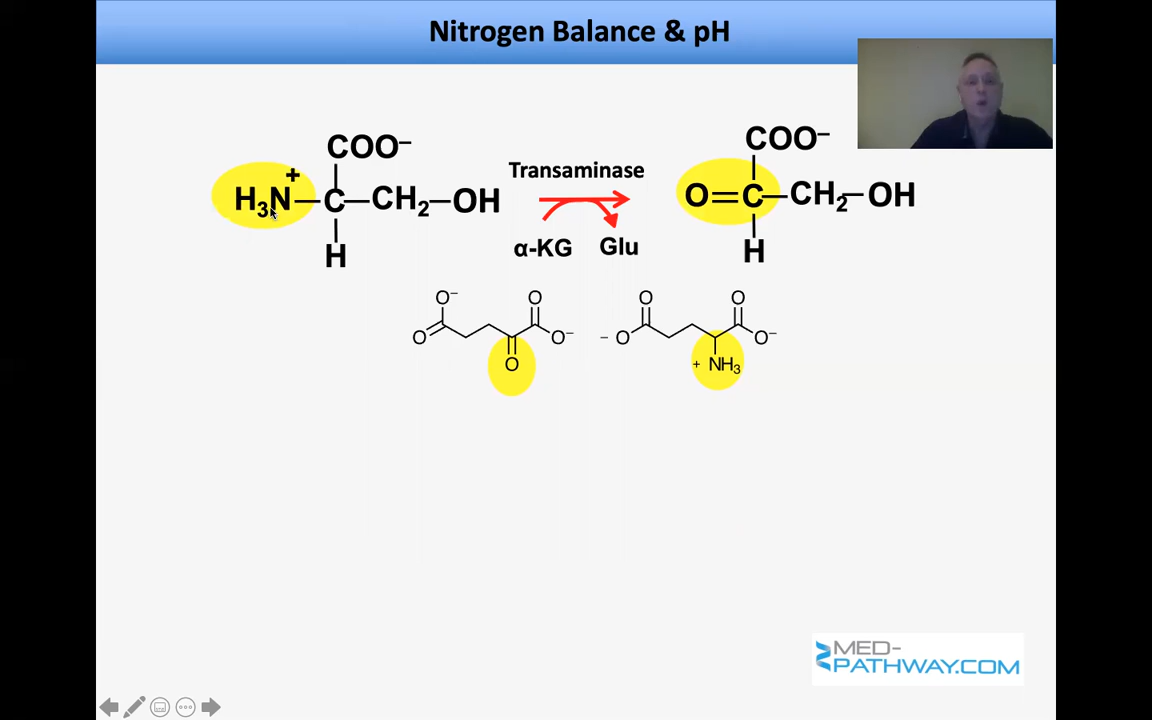 Nitrogen Balance & pH
COO–
H3N+–C–CH2–OH
H
Transaminase
α-KG Glu
COO–
O=C–CH2–OH
H
O– O
O O–
O
O O
– O O–
+ NH3
MED-
PATHWAY.COM